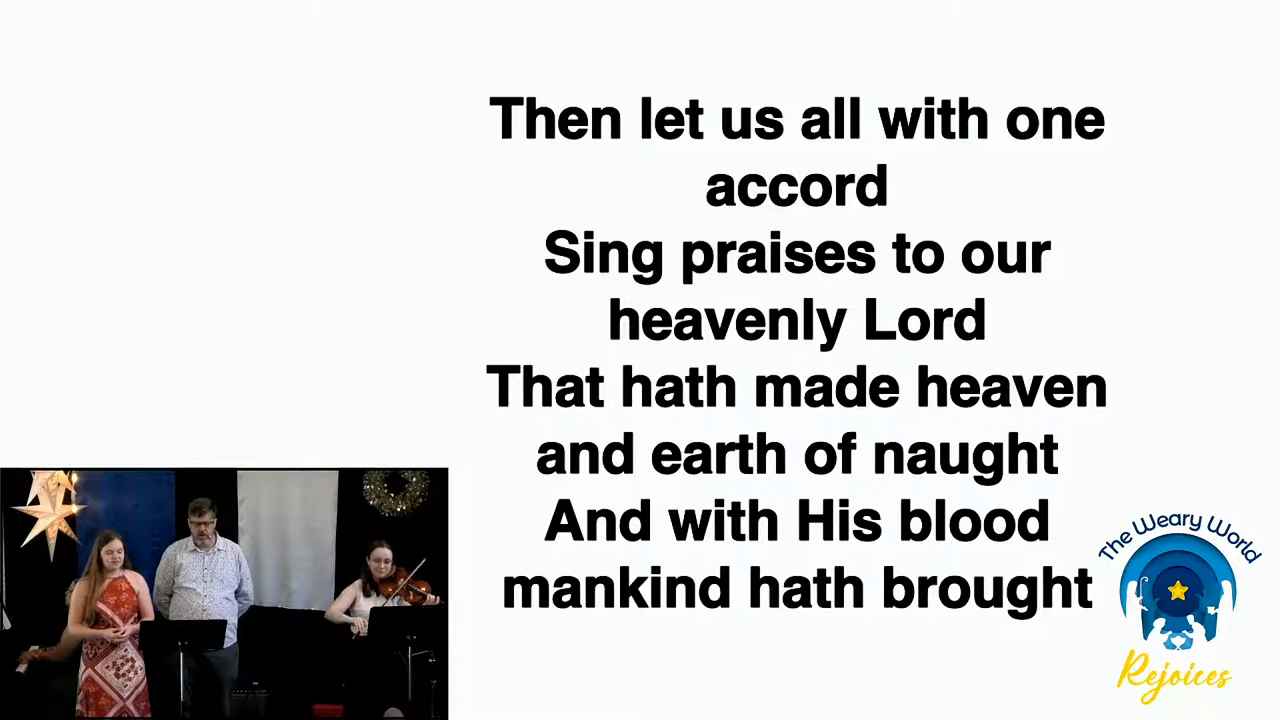 Then let us all with one
accord
Sing praises to our
heavenly Lord
That hath made heaven
and earth of naught
And with His blood
mankind hath brought
The Weary World
Rejoices